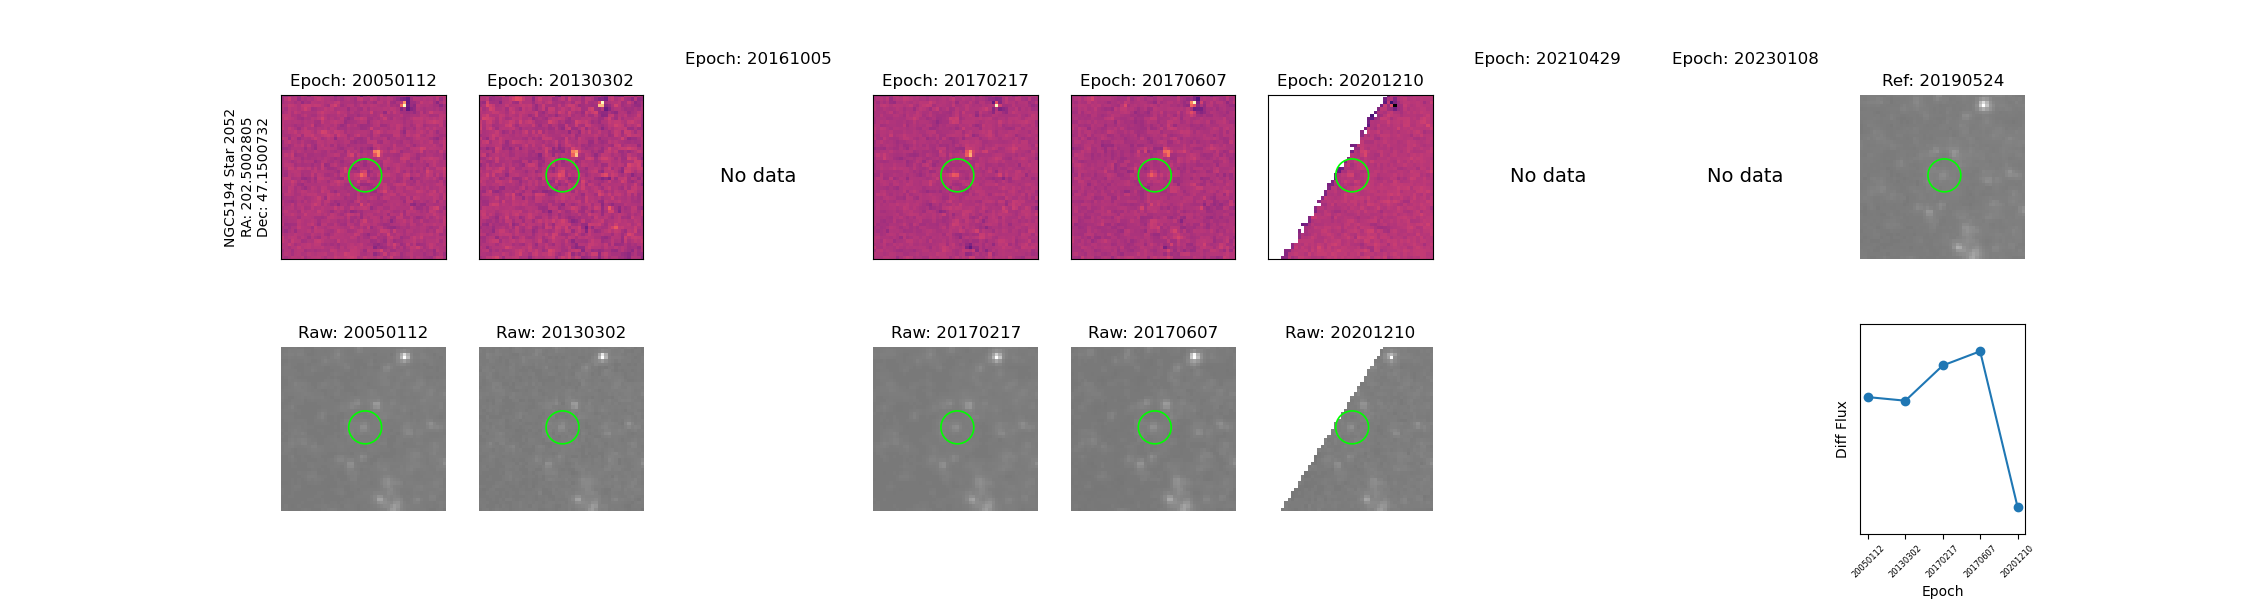 Epoch: 20161005
Epoch: 20210429
Epoch: 20230108
Epoch: 20050112
Epoch: 20130302
Epoch: 20170217
Epoch: 20170607
Epoch: 20201210
Ref: 20190524
NGC5194 Star 2052
RA: 202.5002805
Dec: 47.1500732
No data
No data
No data
Raw: 20050112
Raw: 20130302
Raw: 20170217
Raw: 20170607
Raw: 20201210
Diff Flux
20050112
20130302
20170217
20170607
20201210
Epoch